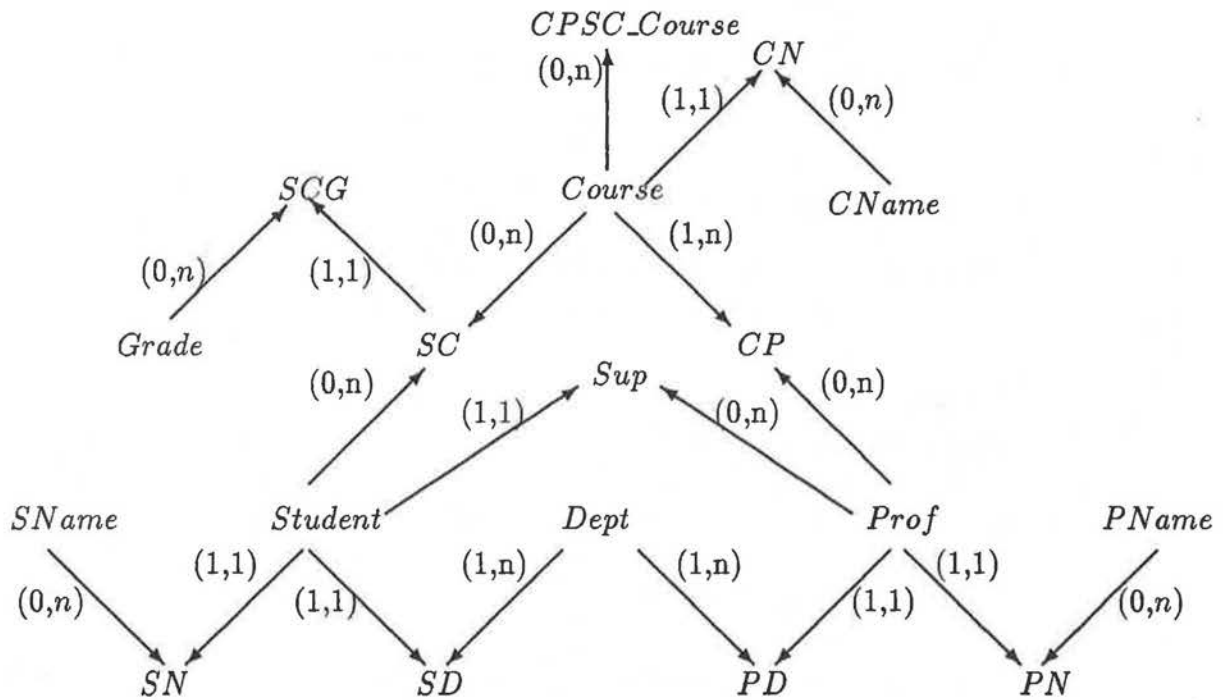 CPSC_Course
(0,n)
CN
(1,1)
(0,n)
SCG
Course
CName
(0,n)
(1,n)
(0,n)
(1,1)
Grade
SC
CP
(0,n)
Sup
(0,n)
(1,1)
(0,n)
SName
Student
Dept
Prof
PName
(1,1)
(1,n)
(1,n)
(1,1)
(0,n)
(1,1)
(1,1)
(0,n)
SN
SD
PD
PN